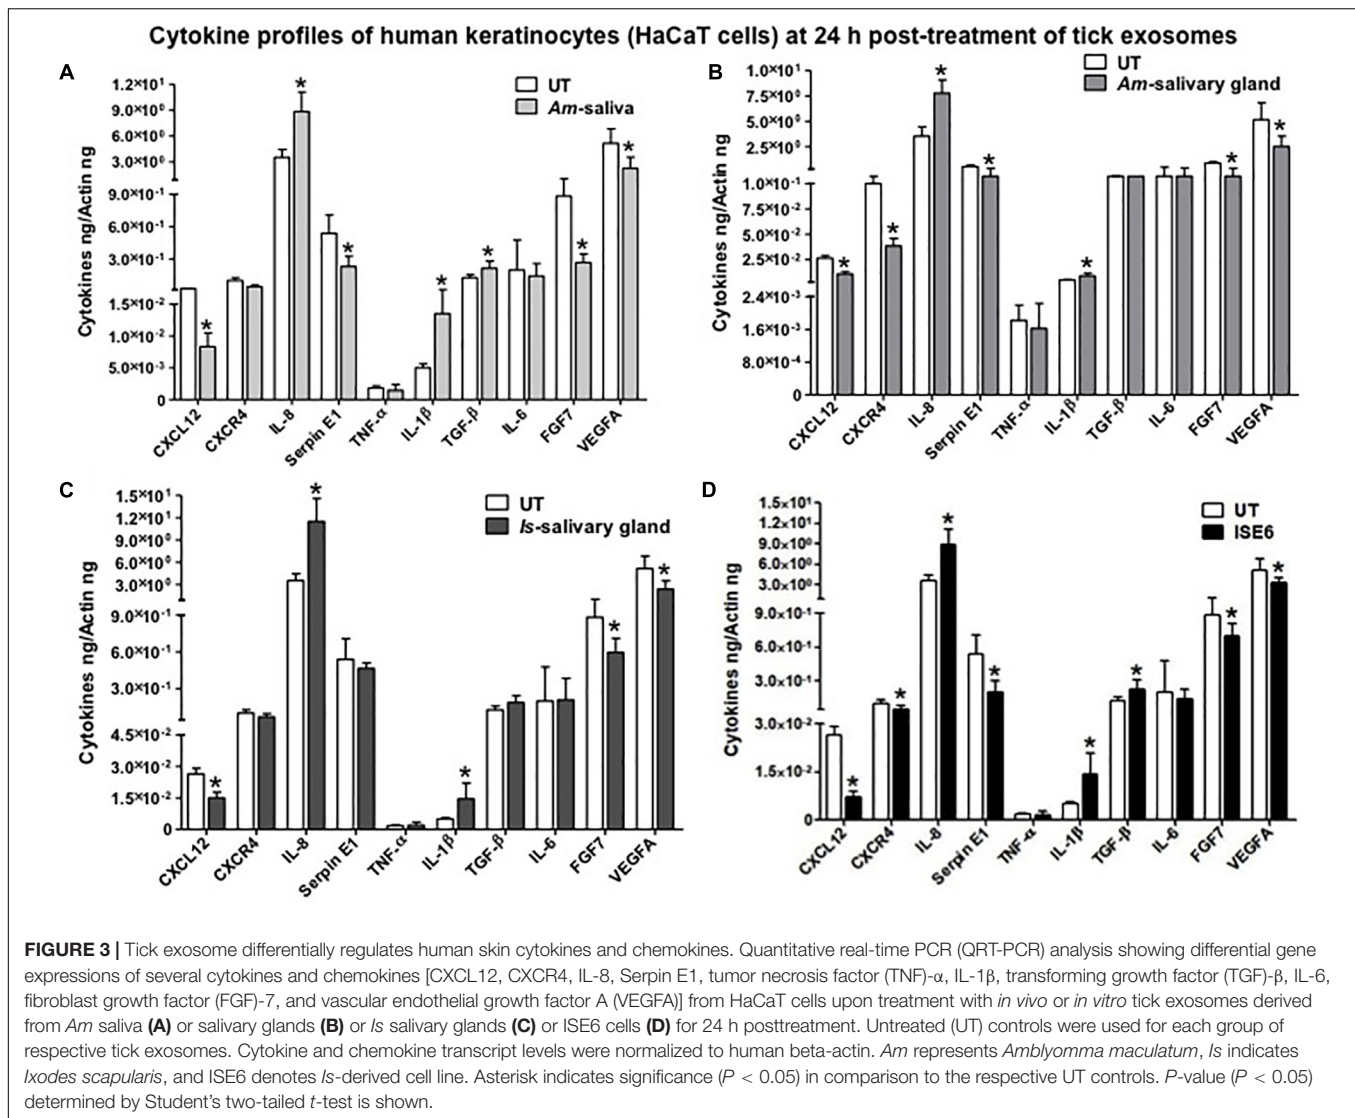 Cytokine profiles of human keratinocytes (HaCaT cells) at 24 h post-treatment of tick exosomes
A
Cytokines ng/Actin ng
1.2×10¹
9.0×10⁰
6.0×10⁰
3.0×10⁰
9.0×10⁻¹
6.0×10⁻¹
3.0×10⁻¹
1.5×10⁻²
1.0×10⁻²
5.0×10⁻³
0
UT
Am-saliva
* * * * * * *
CXCL12 CXCR4 IL-8 Serpin E1 TNF-α IL-1β TGF-β IL-6 FGF7 VEGFA
B
Cytokines ng/Actin ng
1.0×10¹
7.5×10⁰
5.0×10⁰
2.5×10⁰
1.0×10⁻¹
7.5×10⁻²
5.0×10⁻²
2.5×10⁻²
2.4×10⁻³
1.6×10⁻³
8.0×10⁻⁴
0
UT
Am-salivary gland
* * * * * * *
CXCL12 CXCR4 IL-8 Serpin E1 TNF-α IL-1β TGF-β IL-6 FGF7 VEGFA
C
Cytokines ng/Actin ng
1.5×10¹
1.2×10¹
9.0×10⁰
6.0×10⁰
3.0×10⁰
9.0×10⁻¹
6.0×10⁻¹
3.0×10⁻¹
4.5×10⁻²
3.0×10⁻²
1.5×10⁻²
0
UT
Is-salivary gland
* * * * *
CXCL12 CXCR4 IL-8 Serpin E1 TNF-α IL-1β TGF-β IL-6 FGF7 VEGFA
D
Cytokines ng/Actin ng
1.5×10¹
1.2×10¹
9.0×10⁰
6.0×10⁰
3.0×10⁰
9.0×10⁻¹
6.0×10⁻¹
3.0×10⁻¹
3.0×10⁻²
1.5×10⁻²
0
UT
ISE6
* * * * * * * *
CXCL12 CXCR4 IL-8 Serpin E1 TNF-α IL-1β TGF-β IL-6 FGF7 VEGFA
FIGURE 3 | Tick exosome differentially regulates human skin cytokines and chemokines. Quantitative real-time PCR (QRT-PCR) analysis showing differential gene
expressions of several cytokines and chemokines [CXCL12, CXCR4, IL-8, Serpin E1, tumor necrosis factor (TNF)-α, IL-1β, transforming growth factor (TGF)-β, IL-6,
fibroblast growth factor (FGF)-7, and vascular endothelial growth factor A (VEGFA)] from HaCaT cells upon treatment with in vivo or in vitro tick exosomes derived
from Am saliva (A) or salivary glands (B) or Is salivary glands (C) or ISE6 cells (D) for 24 h posttreatment. Untreated (UT) controls were used for each group of
respective tick exosomes. Cytokine and chemokine transcript levels were normalized to human beta-actin. Am represents Amblyomma maculatum, Is indicates
Ixodes scapularis, and ISE6 denotes Is-derived cell line. Asterisk indicates significance (P < 0.05) in comparison to the respective UT controls. P-value (P < 0.05)
determined by Student's two-tailed t-test is shown.